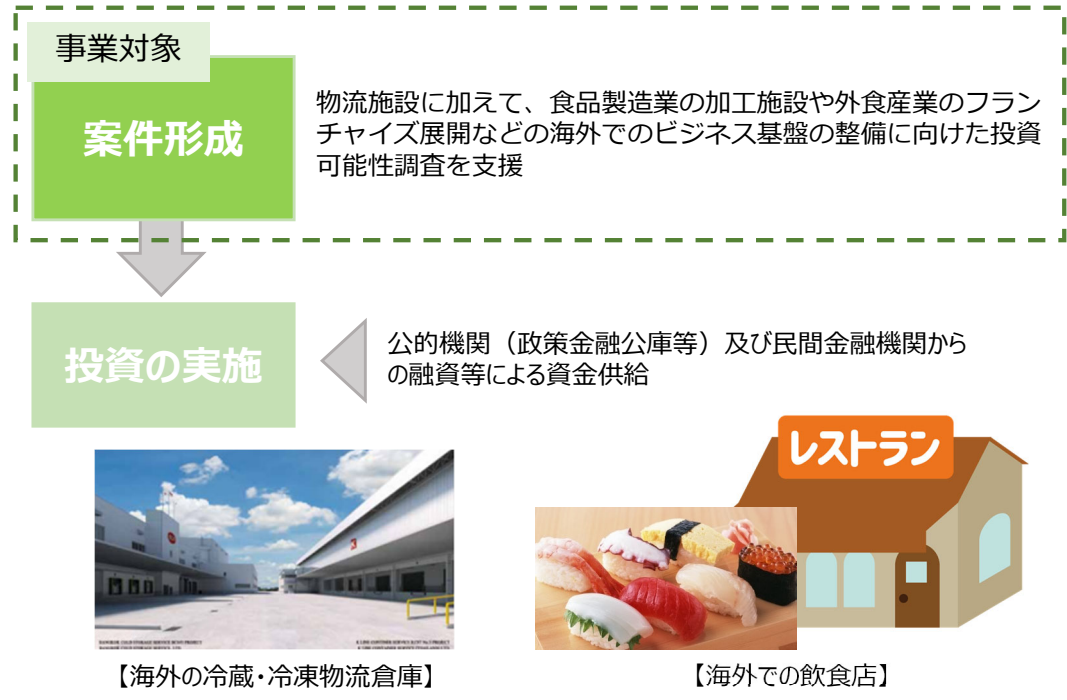 事業対象
案件形成
物流施設に加えて、食品製造業の加工施設や外食産業のフラン
チャイズ展開などの海外でのビジネス基盤の整備に向けた投資
可能性調査を支援
投資の実施
公的機関（政策金融公庫等）及び民間金融機関から
の融資等による資金供給
レストラン
【海外の冷蔵・冷凍物流倉庫】
【海外での飲食店】